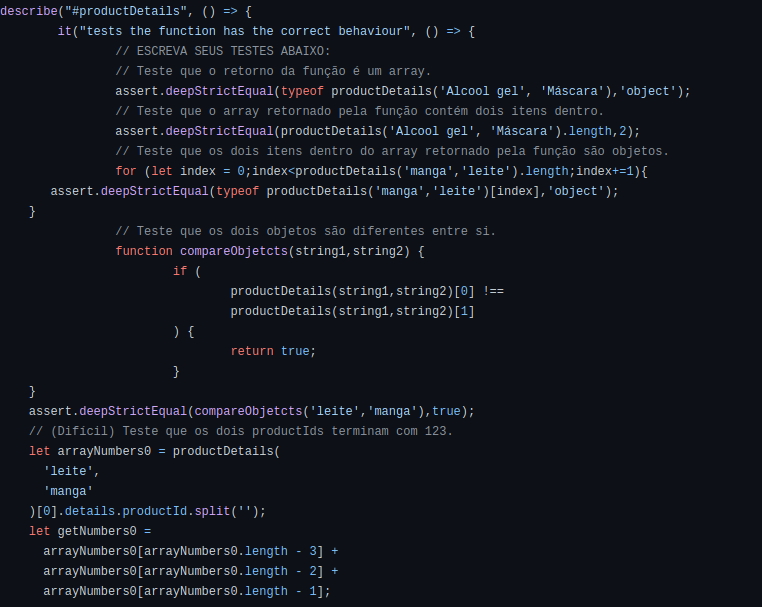 describe("#productDetails", () => {
it("tests the function has the correct behaviour", () => {
// ESCREVA SEUS TESTES ABAIXO:
// Teste que o retorno da função é um array.
assert.deepStrictEqual(typeof productDetails('Alcool gel', 'Máscara'),'object');
// Teste que o array retornado pela função contém dois itens dentro.
assert.deepStrictEqual(productDetails('Alcool gel', 'Máscara').length,2);
// Teste que os dois itens dentro do array retornado pela função são objetos.
for (let index = 0;index<productDetails('manga','leite').length;index+=1){
assert.deepStrictEqual(typeof productDetails('manga','leite')[index],'object');
}
// Teste que os dois objetos são diferentes entre si.
function compareObjetcts(string1,string2) {
if (
productDetails(string1,string2)[0] !==
productDetails(string1,string2)[1]
) {
return true;
}
}
assert.deepStrictEqual(compareObjetcts('leite','manga'),true);
// (Difícil) Teste que os dois productIds terminam com 123.
let arrayNumbers0 = productDetails(
'leite',
'manga'
)[0].details.productId.split('');
let getNumbers0 =
arrayNumbers0[arrayNumbers0.length - 3] +
arrayNumbers0[arrayNumbers0.length - 2] +
arrayNumbers0[arrayNumbers0.length - 1];